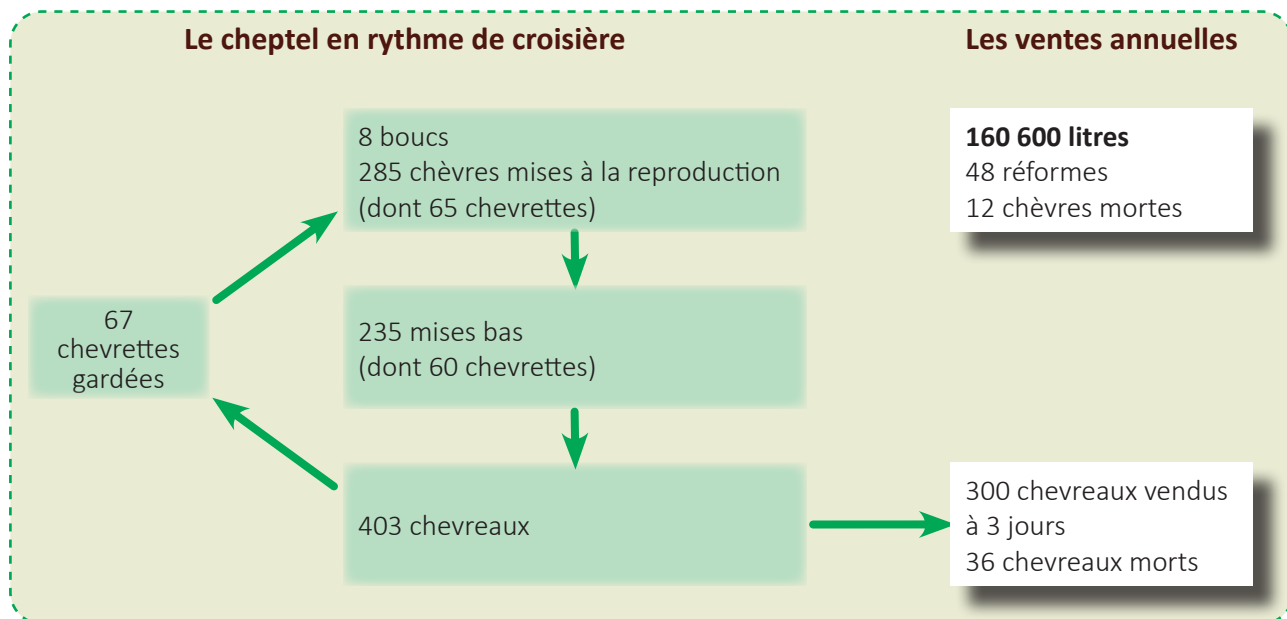 Le cheptel en rythme de croisière
Les ventes annuelles
8 boucs
285 chèvres mises à la reproduction
(dont 65 chevrettes)
160 600 litres
48 réformes
12 chèvres mortes
67
chevrettes
gardées
235 mises bas
(dont 60 chevrettes)
403 chevreaux
300 chevreaux vendus
à 3 jours
36 chevreaux morts